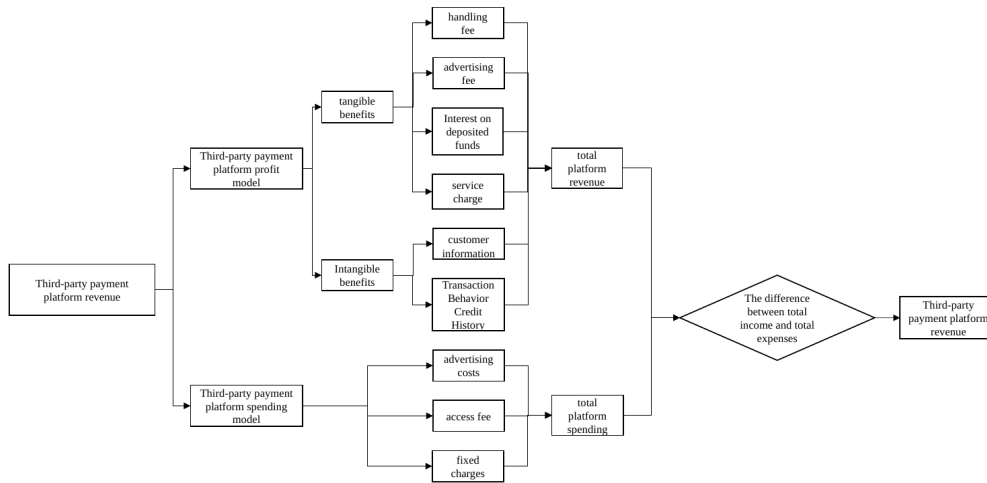 handling
fee
advertising
fee
tangible
benefits
Interest on
deposited
funds
Third-party payment
platform profit
model
total
platform
revenue
service
charge
customer
information
Intangible
benefits
Transaction
Behavior
Credit
History
Third-party payment
platform revenue
The difference
between total
income and total
expenses
Third-party
payment platform
revenue
advertising
costs
Third-party payment
platform spending
model
access fee
total
platform
spending
fixed
charges